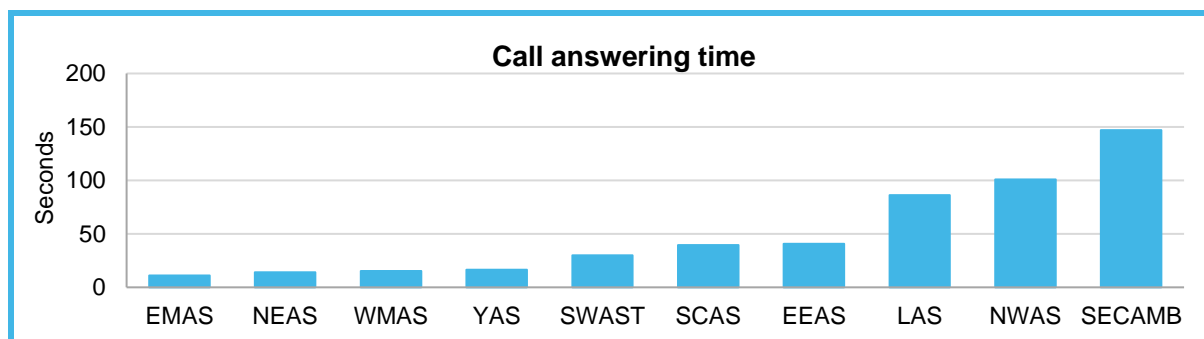 Call answering time
200
150
100
50
0
Seconds
EMAS NEAS WMAS YAS SWAST SCAS EEAS LAS NWAS SECAMB